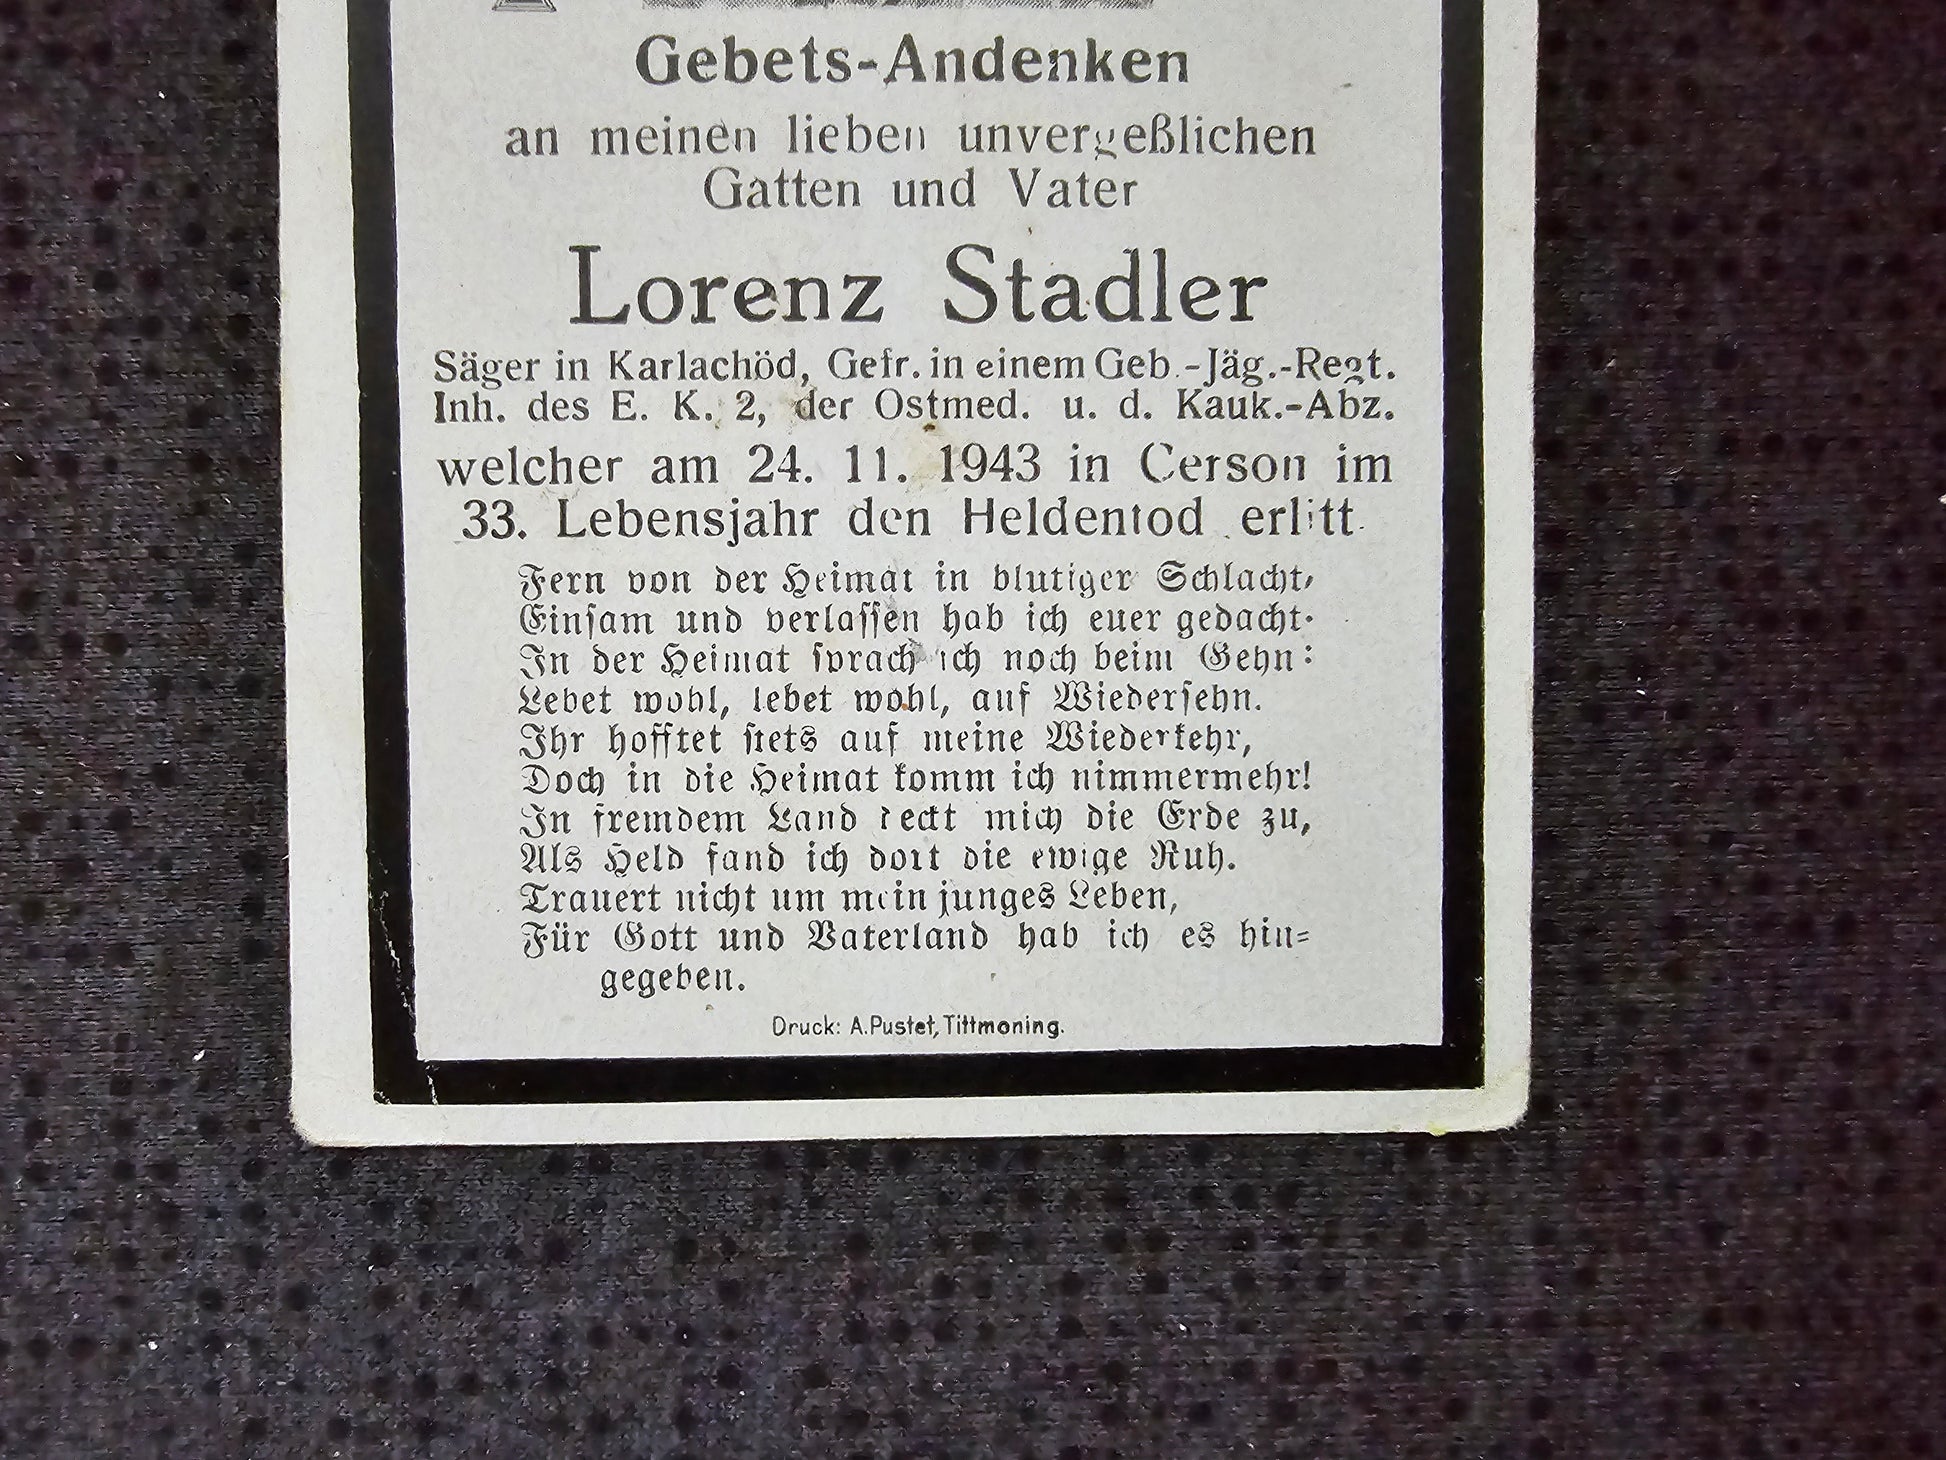 Gebets-Andenken
an meinen lieben unvergeßlichen
Gatten und Vater
Lorenz Stadler
Säger in Karlachöd, Gefr. in einem Geb.-Jäg.-Regt.
Inh. des E. K. 2, der Ostmed. u. d. Kauk.-Abz.
welcher am 24. 11. 1943 in Cerson im
33. Lebensjahr den Heldentod erlitt.
Fern von der Heimat in blutiger Schlacht,
Einsam und verlassen hab ich euer gedacht.
In der Heimat sprach ich noch beim Gehn:
Lebet wohl, lebet wohl, auf Wiedersehn.
Ihr hofftet stets auf meine Wiederkehr,
Doch in die Heimat komm ich nimmermehr!
In fremdem Land deckt mich die Erde zu,
Als Held fand ich dort die ewige Ruh.
Trauert nicht um mein junges Leben,
Für Gott und Vaterland hab ich es hin-
gegeben.
Druck: A. Pustet, Tittmoning.